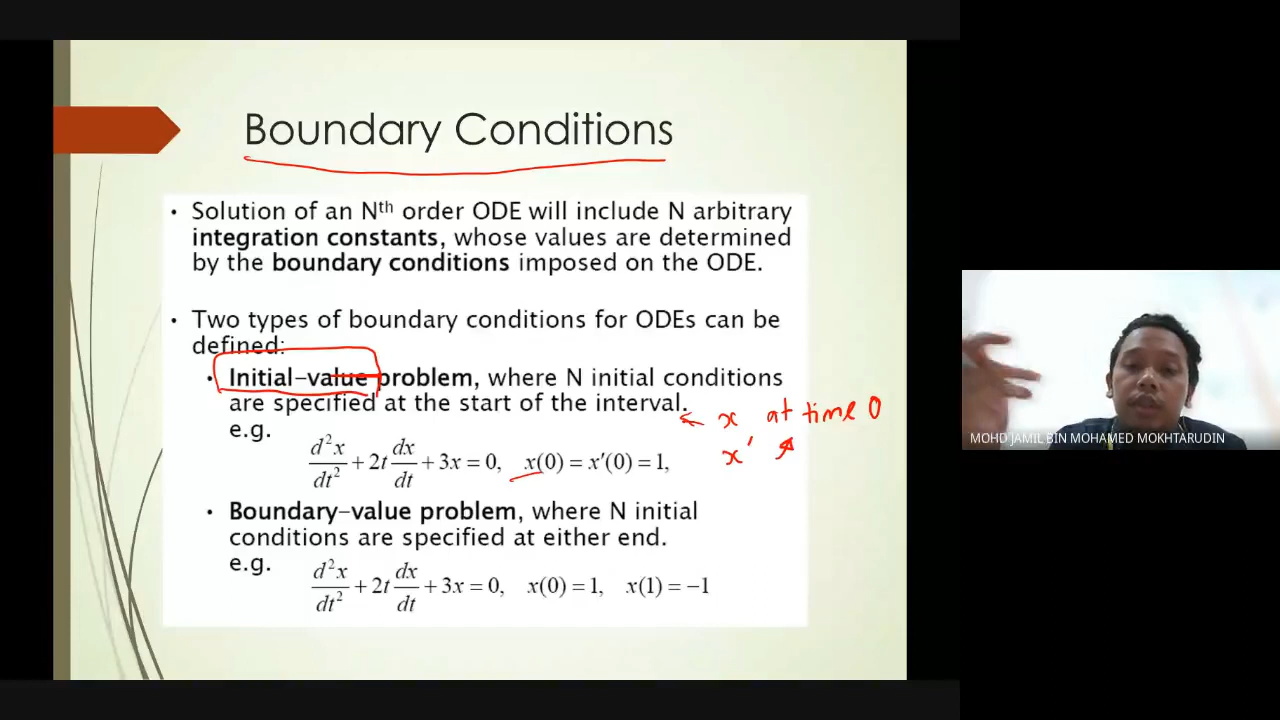 Boundary Conditions
• Solution of an Nth order ODE will include N arbitrary
integration constants, whose values are determined
by the boundary conditions imposed on the ODE.
• Two types of boundary conditions for ODEs can be
defined:
• Initial-value problem, where N initial conditions
are specified at the start of the interval.
e.g.
d²x/dt² + 2t dx/dt + 3x = 0, x(0) = x′(0) = 1,
x at time 0
x′
• Boundary-value problem, where N initial
conditions are specified at either end.
e.g.
d²x/dt² + 2t dx/dt + 3x = 0, x(0) = 1, x(1) = −1
MOHD JAMIL BIN MOHAMED MOKHTARUDIN